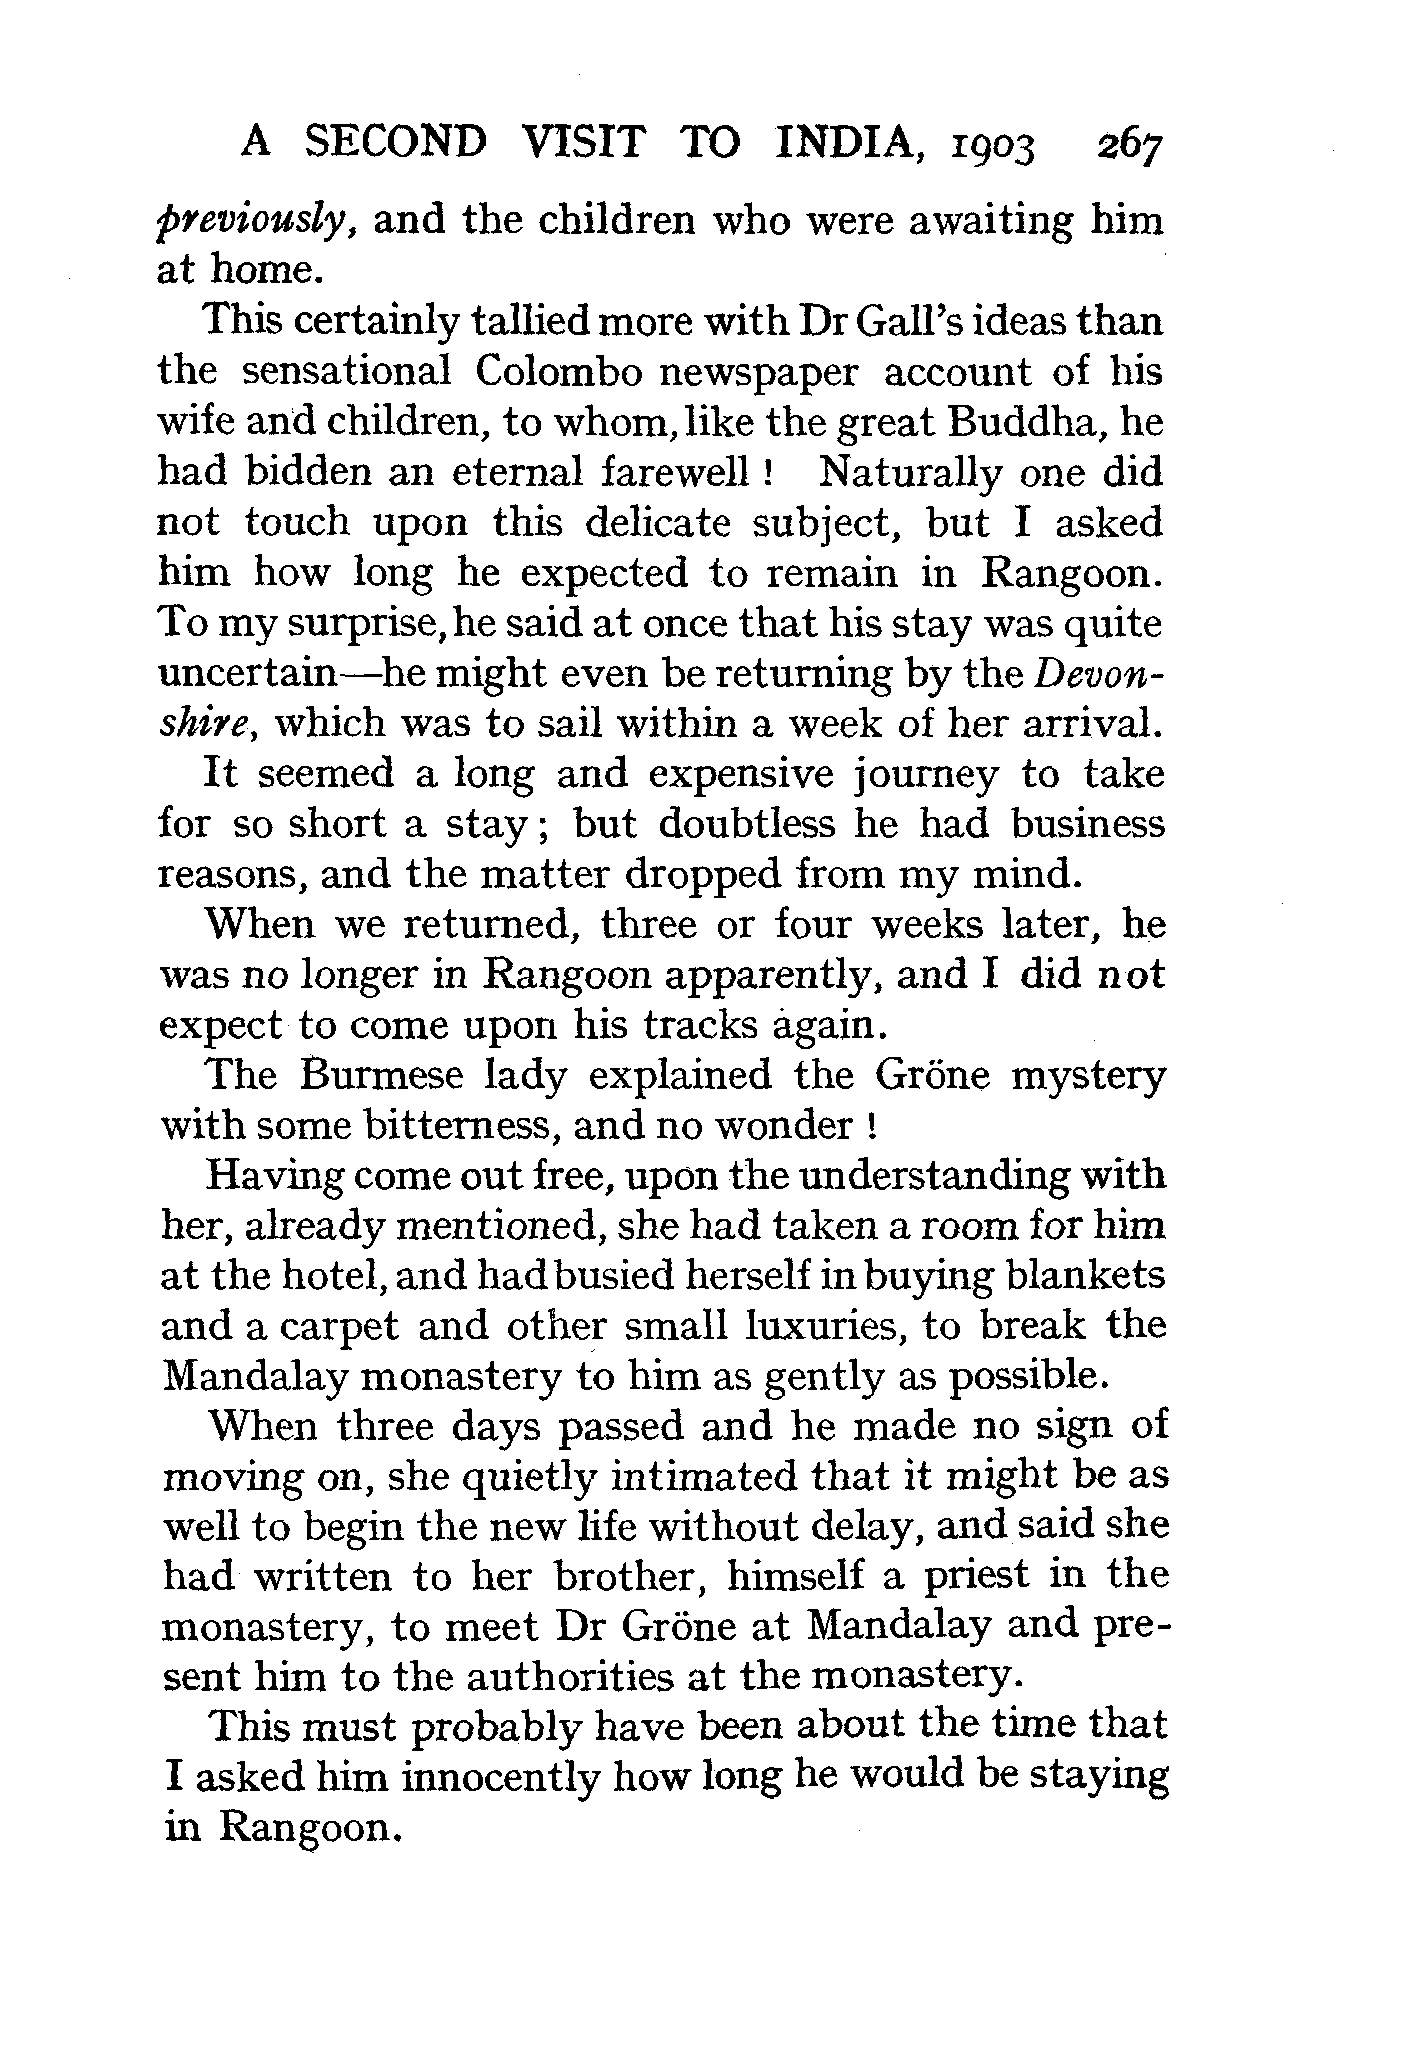 A SECOND VISIT TO INDIA, 1903 267
previously, and the children who were awaiting him
at home.
This certainly tallied more with Dr Gall's ideas than
the sensational Colombo newspaper account of his
wife and children, to whom, like the great Buddha, he
had bidden an eternal farewell ! Naturally one did
not touch upon this delicate subject, but I asked
him how long he expected to remain in Rangoon.
To my surprise, he said at once that his stay was quite
uncertain—he might even be returning by the Devon-
shire, which was to sail within a week of her arrival.
It seemed a long and expensive journey to take
for so short a stay ; but doubtless he had business
reasons, and the matter dropped from my mind.
When we returned, three or four weeks later, he
was no longer in Rangoon apparently, and I did not
expect to come upon his tracks again.
The Burmese lady explained the Gröne mystery
with some bitterness, and no wonder !
Having come out free, upon the understanding with
her, already mentioned, she had taken a room for him
at the hotel, and had busied herself in buying blankets
and a carpet and other small luxuries, to break the
Mandalay monastery to him as gently as possible.
When three days passed and he made no sign of
moving on, she quietly intimated that it might be as
well to begin the new life without delay, and said she
had written to her brother, himself a priest in the
monastery, to meet Dr Gröne at Mandalay and pre-
sent him to the authorities at the monastery.
This must probably have been about the time that
I asked him innocently how long he would be staying
in Rangoon.